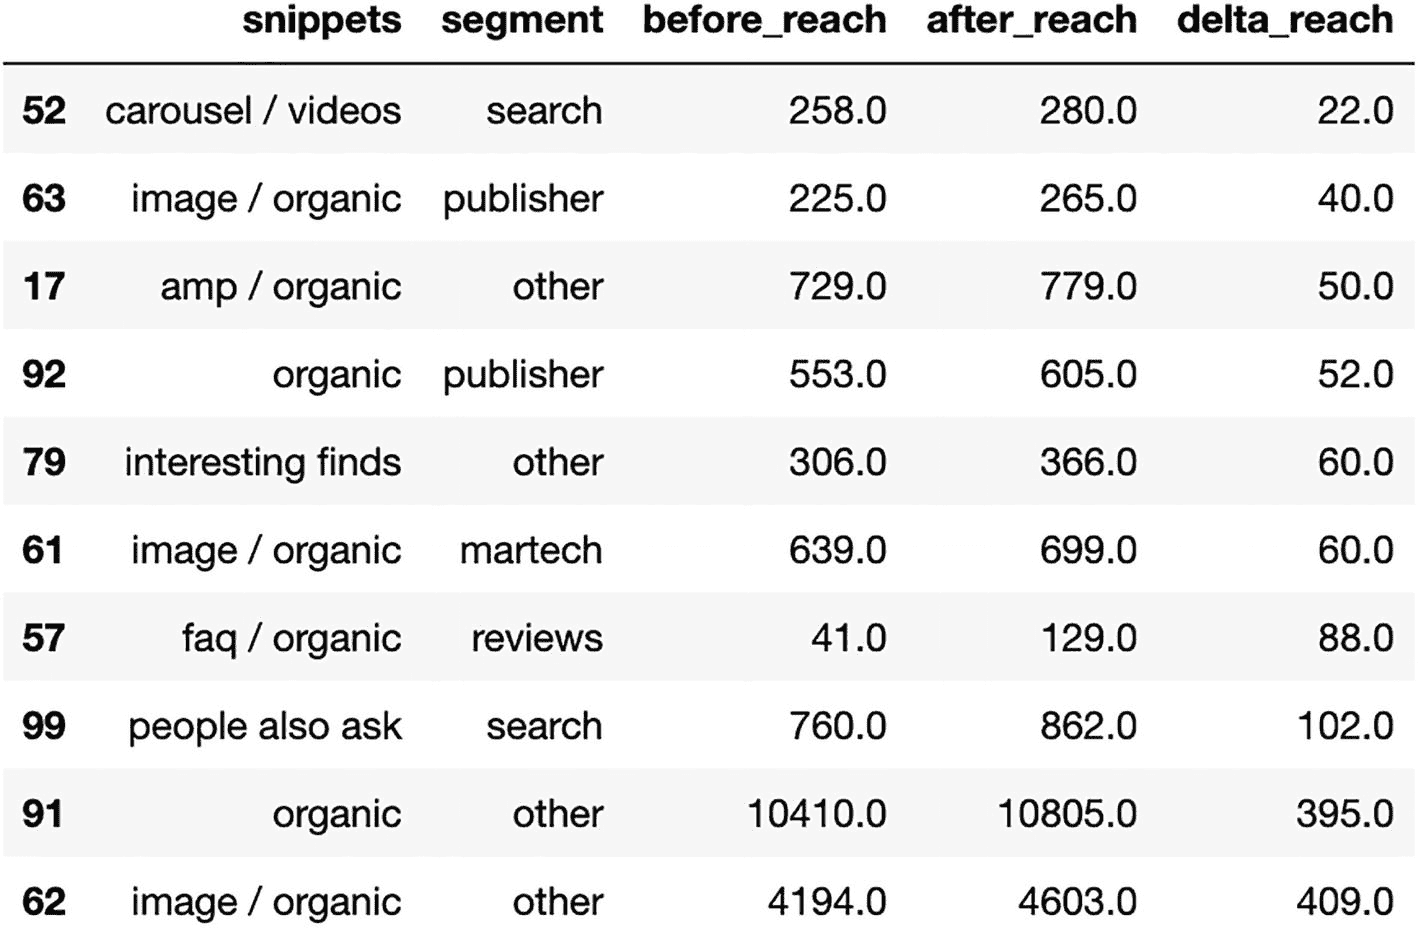 snippets segment before_reach after_reach delta_reach
52 carousel / videos search 258.0 280.0 22.0
63 image / organic publisher 225.0 265.0 40.0
17 amp / organic other 729.0 779.0 50.0
92 organic publisher 553.0 605.0 52.0
79 interesting finds other 306.0 366.0 60.0
61 image / organic martech 639.0 699.0 60.0
57 faq / organic reviews 41.0 129.0 88.0
99 people also ask search 760.0 862.0 102.0
91 organic other 10410.0 10805.0 395.0
62 image / organic other 4194.0 4603.0 409.0